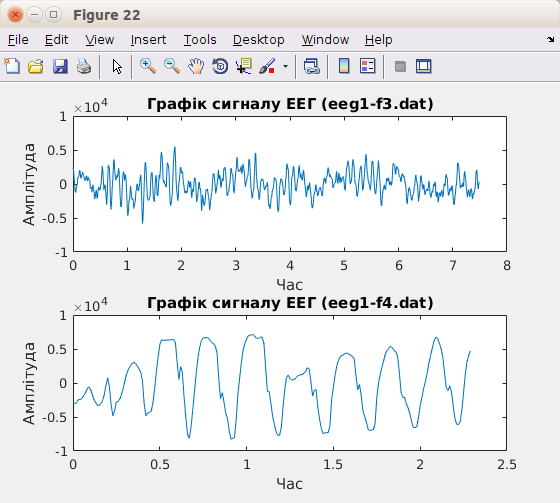 Figure 22
File Edit View Insert Tools Desktop Window Help
Графік сигналу ЕЕГ (eeg1-f3.dat)
×10^4
1
0.5
0
-0.5
-1
Амплітуда
0 1 2 3 4 5 6 7 8
Час
Графік сигналу ЕЕГ (eeg1-f4.dat)
×10^4
1
0.5
0
-0.5
-1
Амплітуда
0 0.5 1 1.5 2 2.5
Час